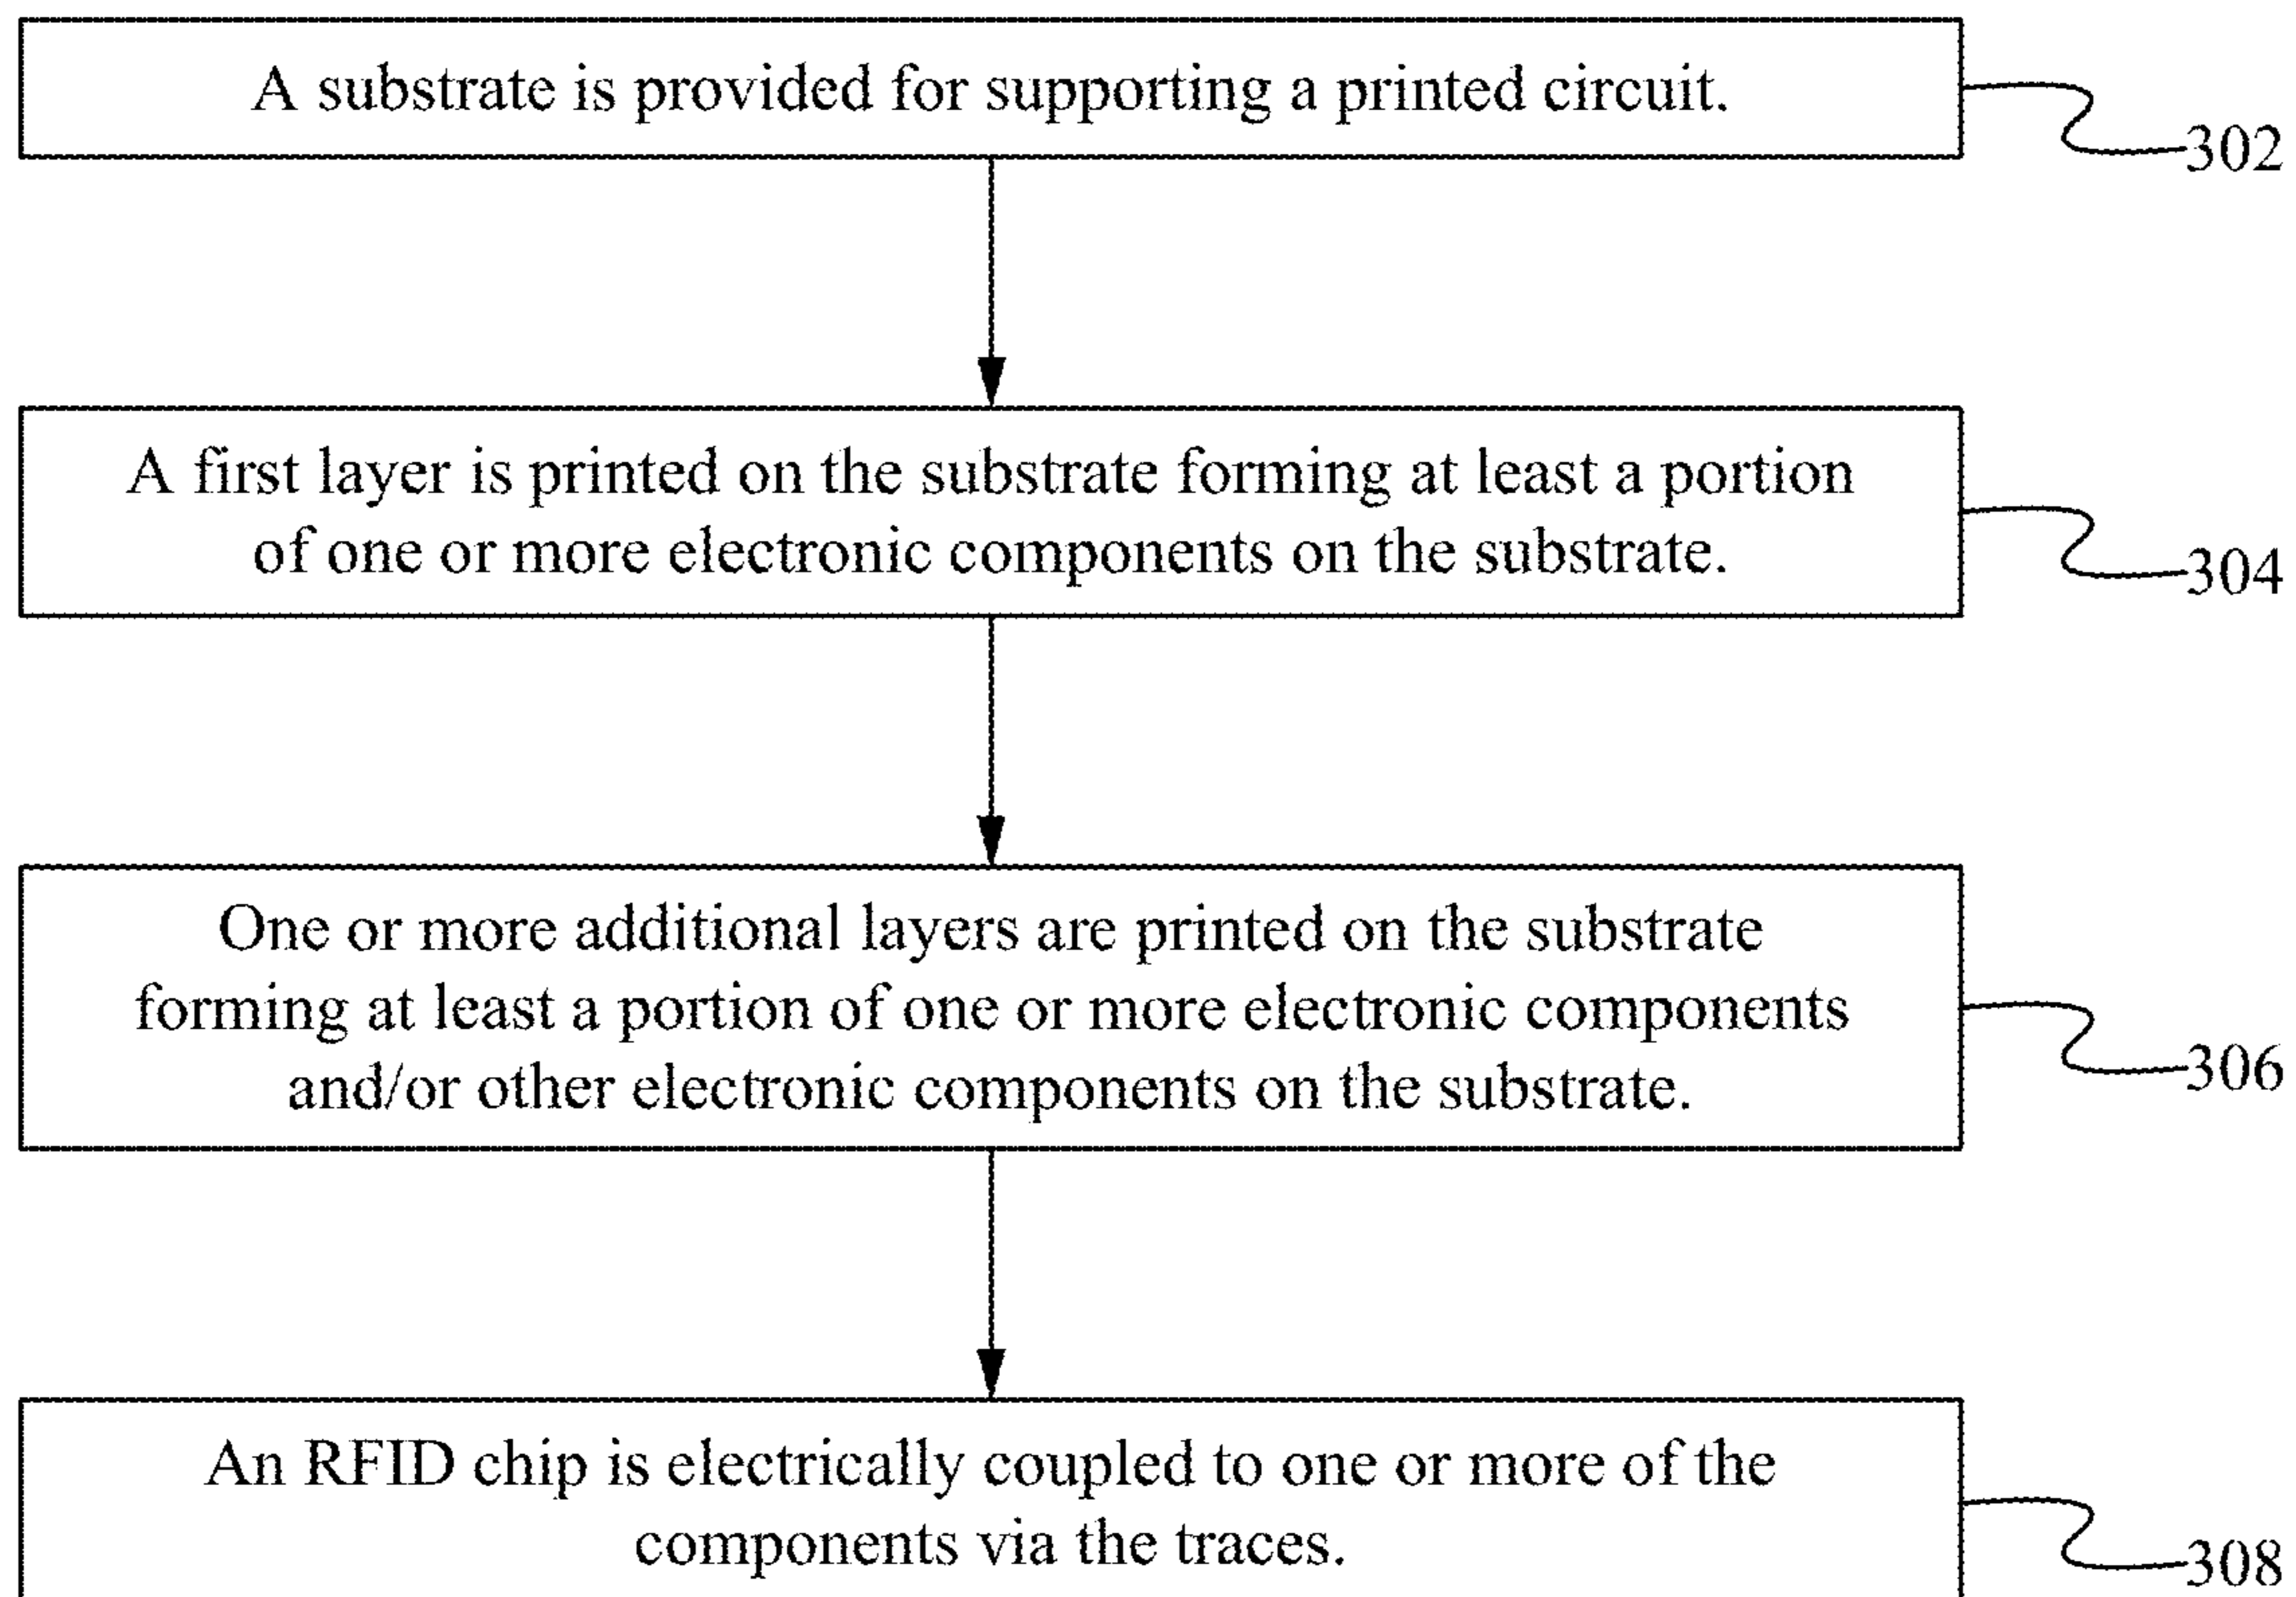 A substrate is provided for supporting a printed circuit.
302
A first layer is printed on the substrate forming at least a portion
of one or more electronic components on the substrate.
304
One or more additional layers are printed on the substrate
forming at least a portion of one or more electronic components
and/or other electronic components on the substrate.
306
An RFID chip is electrically coupled to one or more of the
components via the traces.
308